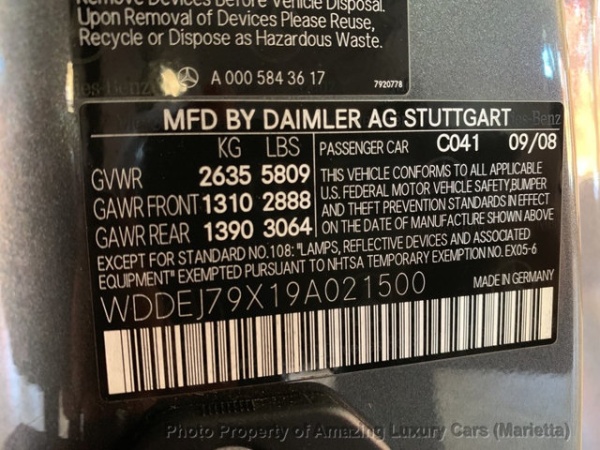 Remove Devices Before Vehicle Disposal.
Upon Removal of Devices Please Reuse,
Recycle or Dispose as Hazardous Waste.
A 000 584 36 17
7920778
MFD BY DAIMLER AG STUTTGART
KG LBS
PASSENGER CAR C041 09/08
GVWR 2635 5809
GAWR FRONT 1310 2888
GAWR REAR 1390 3064
THIS VEHICLE CONFORMS TO ALL APPLICABLE
U.S. FEDERAL MOTOR VEHICLE SAFETY,BUMPER
AND THEFT PREVENTION STANDARDS IN EFFECT
ON THE DATE OF MANUFACTURE SHOWN ABOVE
EXCEPT FOR STANDARD NO.108: "LAMPS, REFLECTIVE DEVICES AND ASSOCIATED
EQUIPMENT" EXEMPTED PURSUANT TO NHTSA TEMPORARY EXEMPTION NO. EX05-6
WDDEJ79X19A021500
MADE IN GERMANY
Photo Property of Amazing Luxury Cars (Marietta)